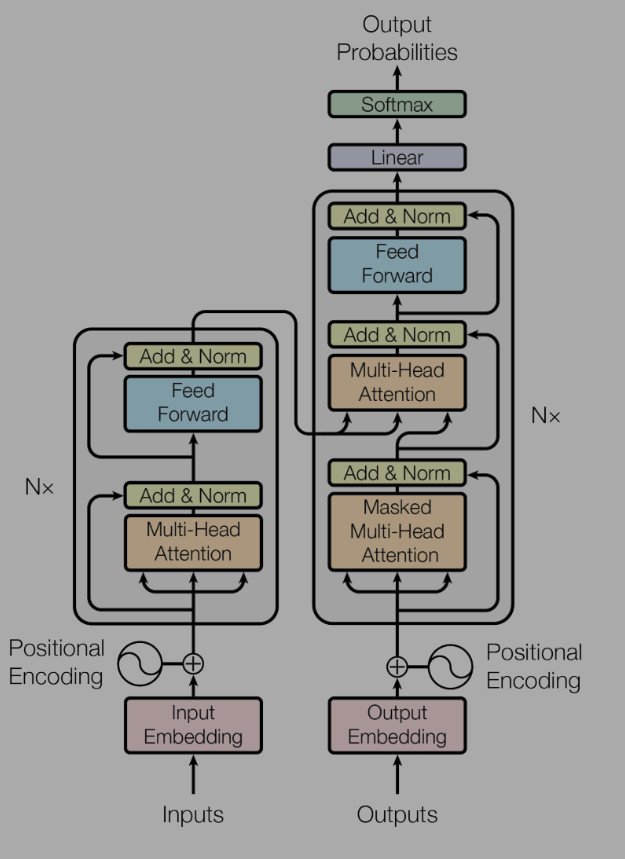 Output
Probabilities
Softmax
Linear
Add & Norm
Feed
Forward
Add & Norm
Multi-Head
Attention
Add & Norm
Masked
Multi-Head
Attention
Nx
Positional
Encoding
Output
Embedding
Outputs
Add & Norm
Feed
Forward
Add & Norm
Multi-Head
Attention
N×
Positional
Encoding
Input
Embedding
Inputs